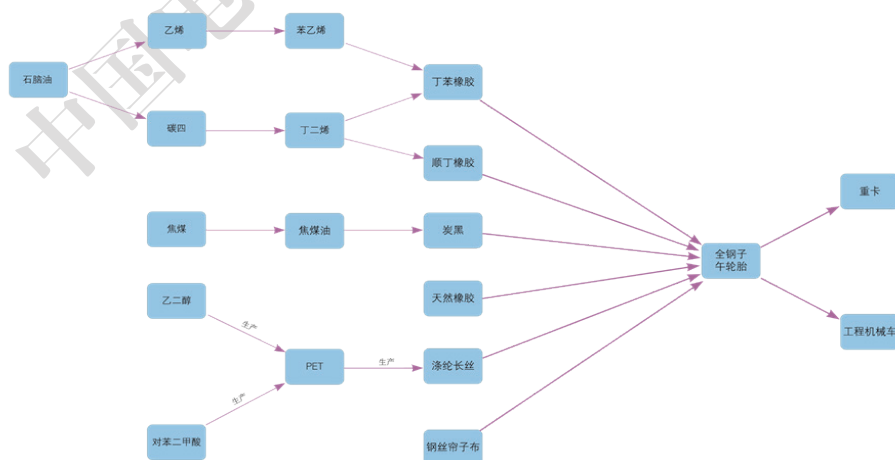 乙烯
苯乙烯
石脑油
丁苯橡胶
碳四
丁二烯
顺丁橡胶
重卡
焦煤
焦煤油
炭黑
全钢子
午轮胎
乙二醇
天然橡胶
生产
工程机械车
PET
生产
涤纶长丝
生产
对苯二甲酸
钢丝帘子布
中国